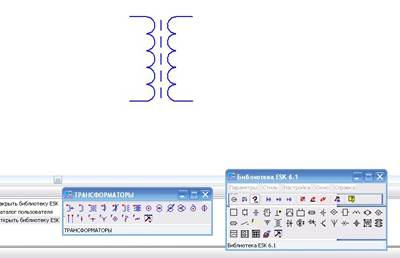 Библиотека ESK 6.1
Параметры Стиль Настройка Окно Справка
ТРАНСФОРМАТОРЫ
закрыть библиотеку ESK
каталог пользователя
открыть библиотеку ESK
ТРАНСФОРМАТОРЫ
Библиотека ESK 6.1